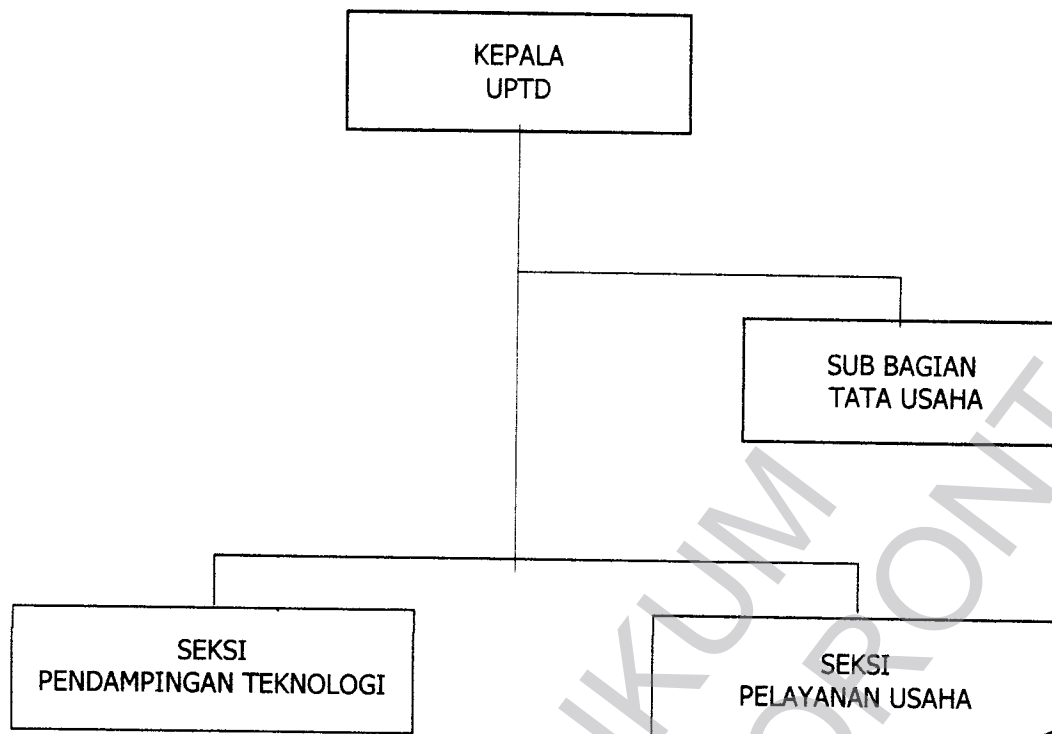 KEPALA
UPTD
SUB BAGIAN
TATA USAHA
SEKSI
PENDAMPINGAN TEKNOLOGI
SEKSI
PELAYANAN USAHA